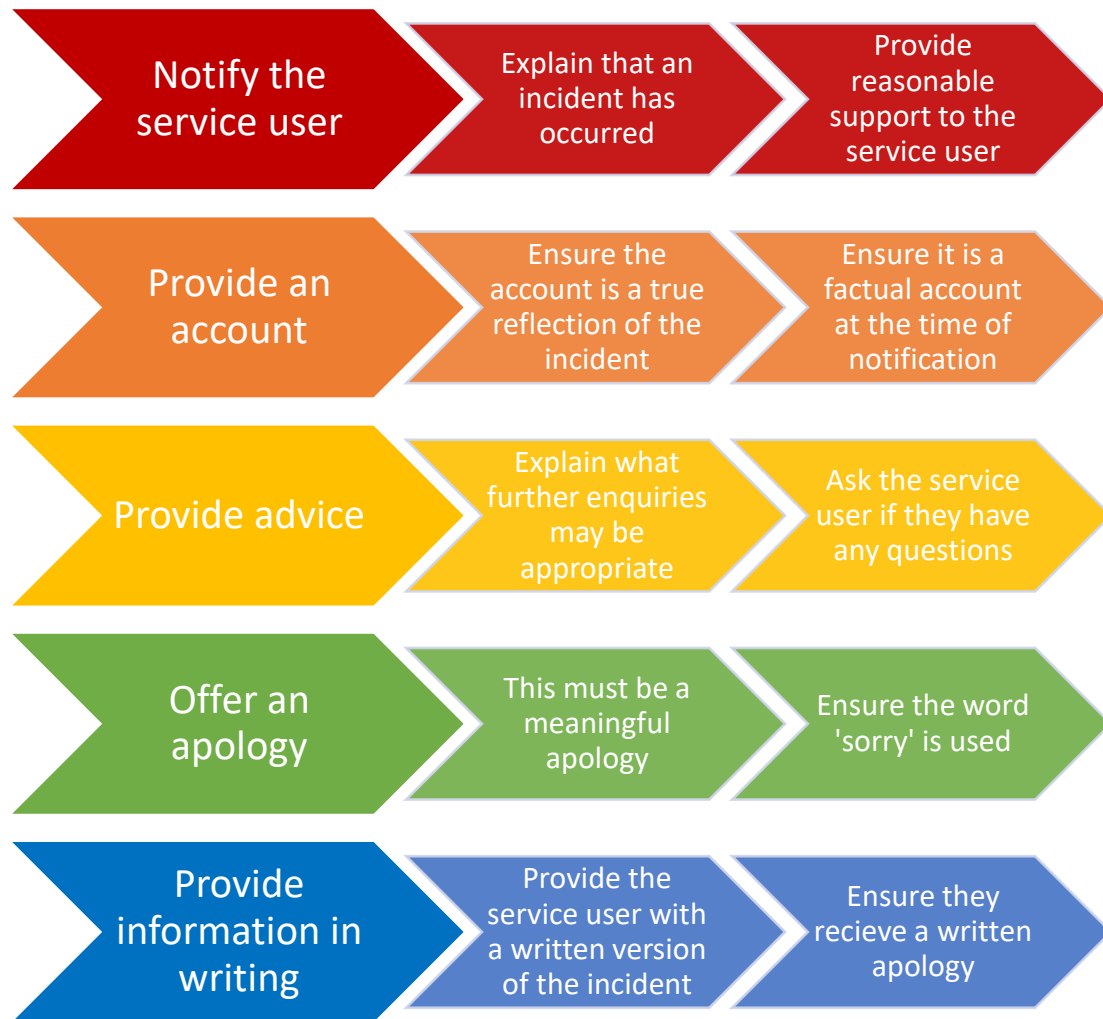 Notify the
service user
Explain that an
incident has
occurred
Provide
reasonable
support to the
service user
Provide an
account
Ensure the
account is a true
reflection of the
incident
Ensure it is a
factual account
at the time of
notification
Provide advice
Explain what
further enquiries
may be
appropriate
Ask the service
user if they have
any questions
Offer an
apology
This must be a
meaningful
apology
Ensure the word
'sorry' is used
Provide
information in
writing
Provide the
service user with
a written version
of the incident
Ensure they
recieve a written
apology